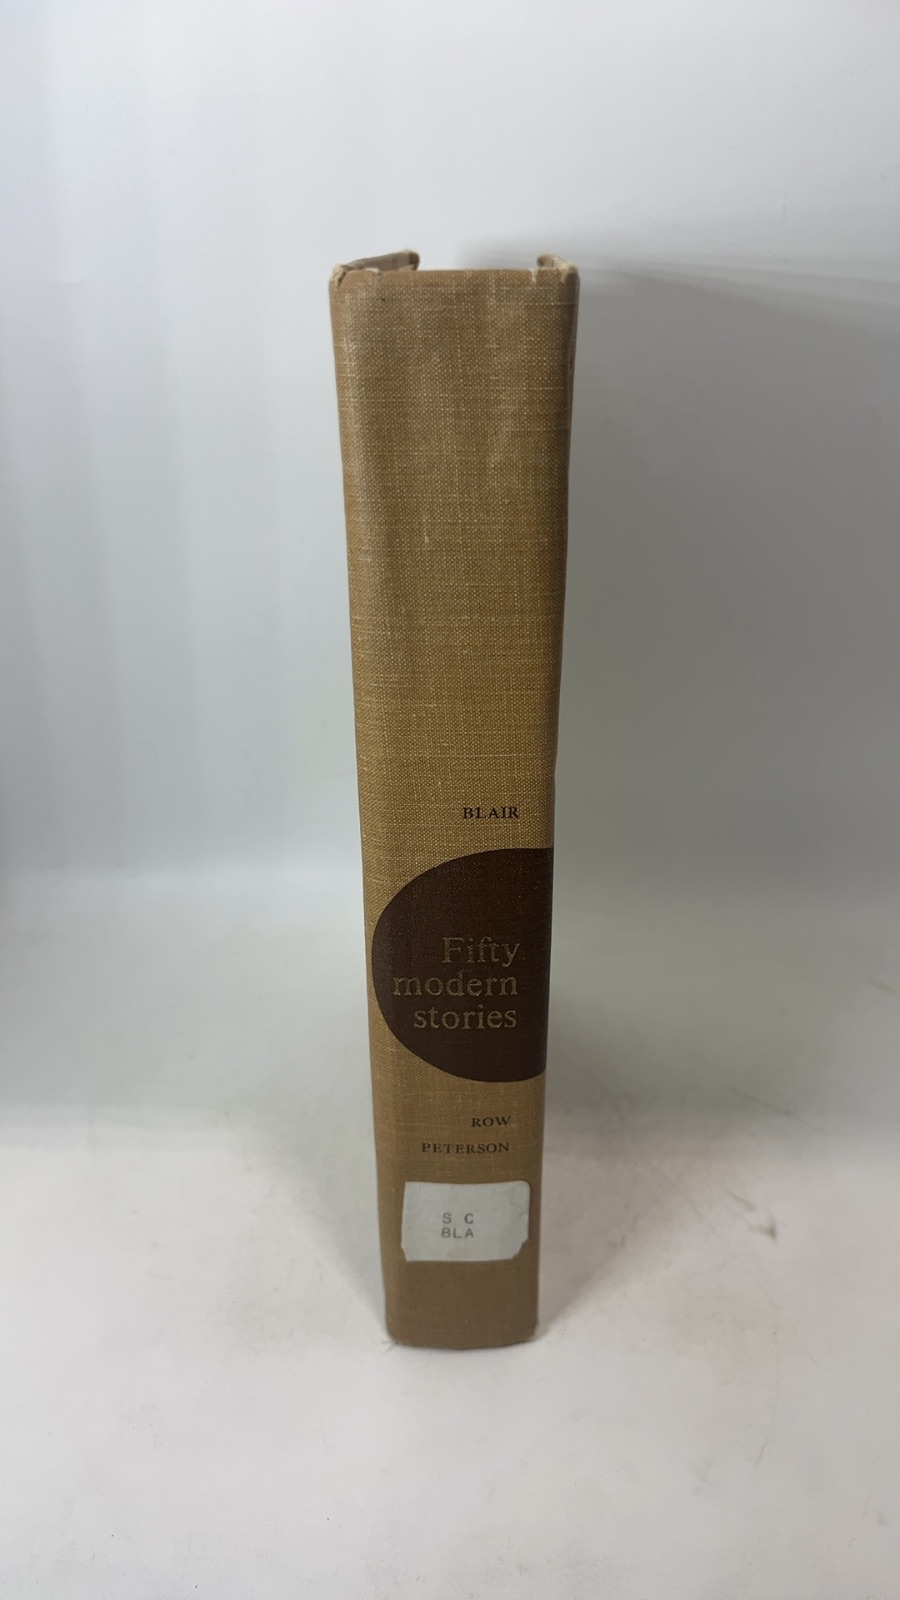 BLAIR
Fifty
modern
stories
ROW
PETERSON
S C
BLA